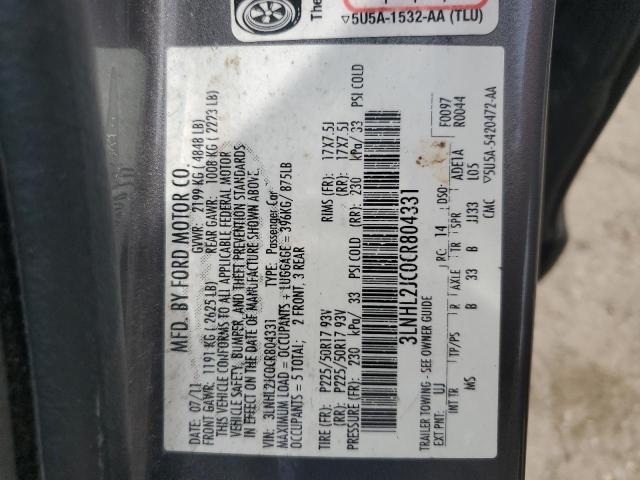 The
▽5U5A-1532-AA (TLU)
MFD. BY FORD MOTOR CO.
DATE: 07/11 GVWR: 2199 KG ( 4848 LB)
FRONT GAWR: 1191 KG ( 2625 LB) REAR GAWR: 1008 KG ( 2223 LB)
THIS VEHICLE CONFORMS TO ALL APPLICABLE FEDERAL MOTOR
VEHICLE SAFETY, BUMPER, AND THEFT PREVENTION STANDARDS
IN EFFECT ON THE DATE OF MANUFACTURE SHOWN ABOVE.
VIN: 3LNHL2JC0CR804331 TYPE: Passenger Car
MAXIMUM LOAD = OCCUPANTS + LUGGAGE = 396KG/ 875LB
OCCUPANTS = 5 TOTAL; 2 FRONT, 3 REAR
TIRE (FR): P225/50R17 93V RIMS (FR): 17X7.5J
(RR): P225/50R17 93V (RR): 17X7.5J
PRESSURE (FR): 230 kPa/ 33 PSI COLD (RR): 230 kPa/ 33 PSI COLD
3LNHL2JC0CR804331
TRAILER TOWING - SEE OWNER GUIDE
F0097
R0044
EXT PNT: UJ RC: 14 DSO: ADE1A
INT TR TP/PS R AXLE TR SPR L05
MS B 33 B JJ33 CMC ▽5U5A-5420472-AA